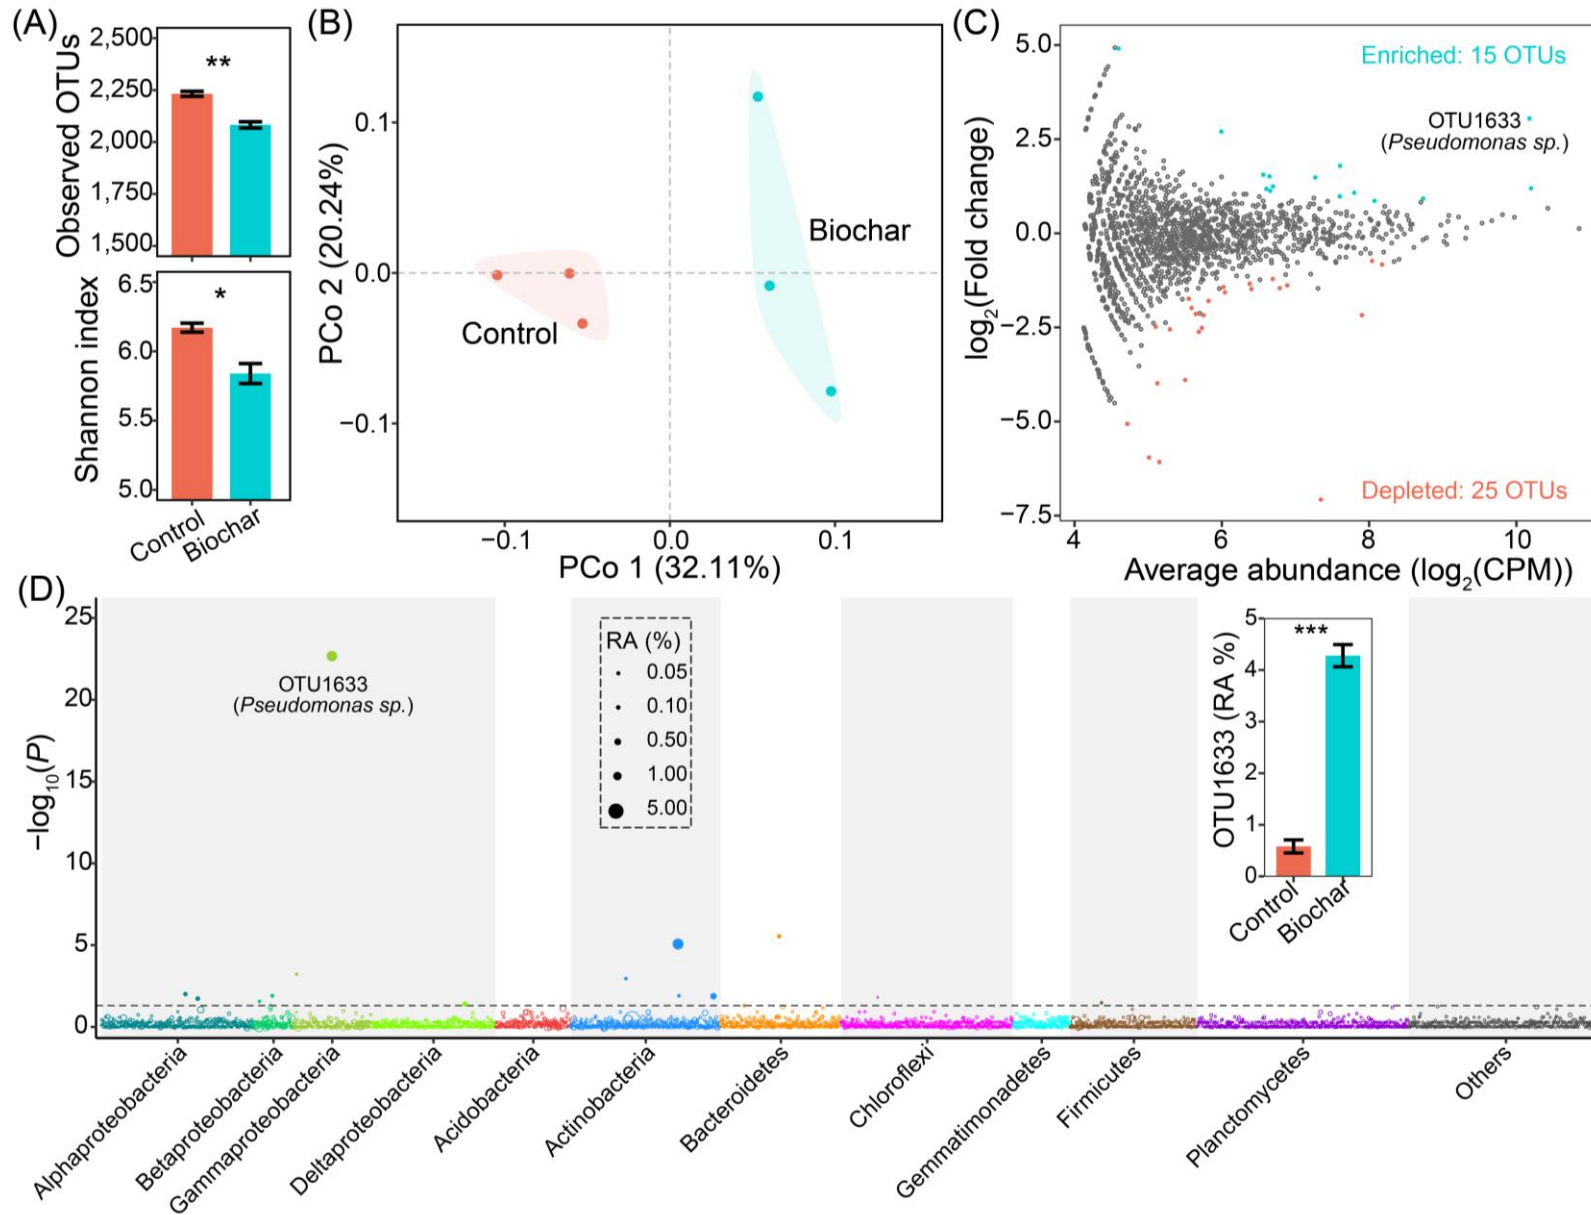 (A)
Observed OTUs
2,500
2,250
2,000
1,750
1,500
**
Shannon index
6.5
6.0
5.5
5.0
*
Control
Biochar
(B)
PCo 2 (20.24%)
0.1
0.0
−0.1
Control
Biochar
−0.1
0.0
0.1
PCo 1 (32.11%)
(C)
log2(Fold change)
5.0
2.5
0.0
−2.5
−5.0
−7.5
Enriched: 15 OTUs
OTU1633
(Pseudomonas sp.)
Depleted: 25 OTUs
4
6
8
10
Average abundance (log2(CPM))
(D)
−log10(P)
25
20
15
10
5
0
OTU1633
(Pseudomonas sp.)
RA (%)
0.05
0.10
0.50
1.00
5.00
OTU1633 (RA %)
5
4
3
2
1
0
***
Control
Biochar
Alphaproteobacteria
Betaproteobacteria
Gammaproteobacteria
Deltaproteobacteria
Acidobacteria
Actinobacteria
Bacteroidetes
Chloroflexi
Gemmatimonadetes
Firmicutes
Planctomycetes
Others